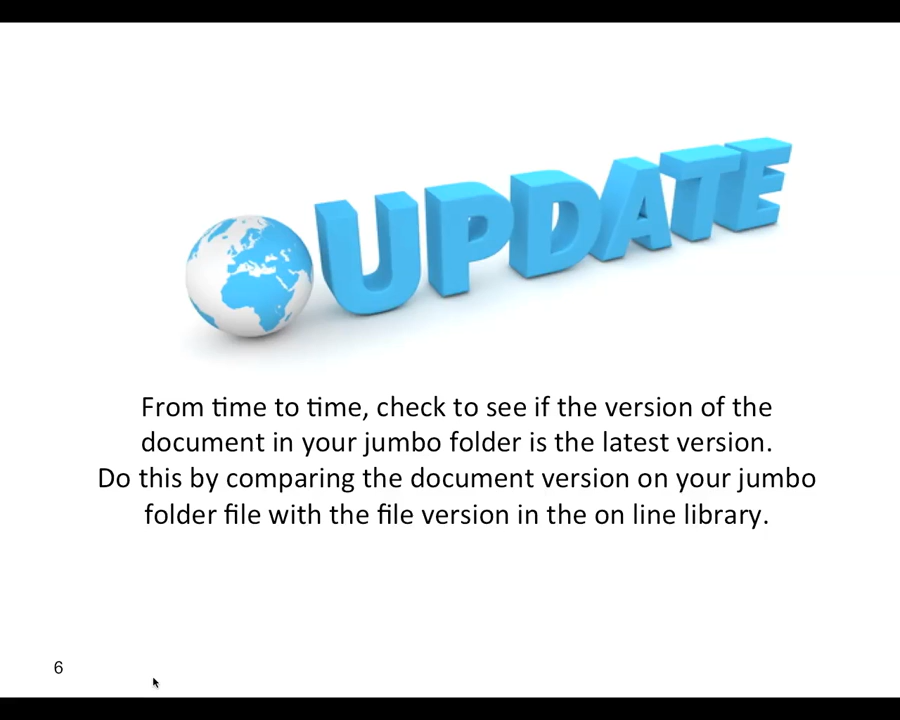 UPDATE
From time to time, check to see if the version of the
document in your jumbo folder is the latest version.
Do this by comparing the document version on your jumbo
folder file with the file version in the on line library.
6